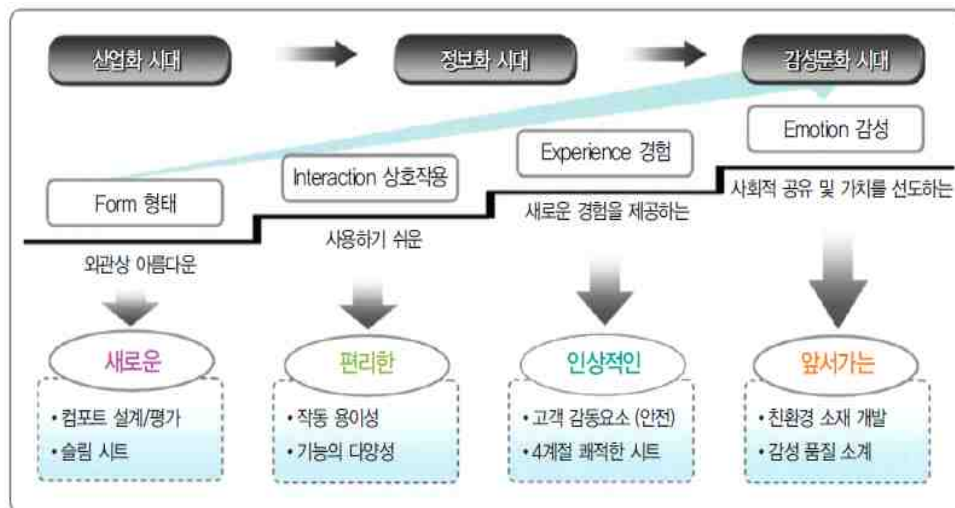 산업화 시대
정보화 시대
감성문화 시대
Form 형태
Interaction 상호작용
Experience 경험
Emotion 감성
외관상 아름다운
사용하기 쉬운
새로운 경험을 제공하는
사회적 공유 및 가치를 선도하는
새로운
• 컴포트 설계/평가
• 슬림 시트
편리한
• 작동 용이성
• 기능의 다양성
인상적인
• 고객 감동요소 (안전)
• 4계절 쾌적한 시트
앞서가는
• 친환경 소재 개발
• 감성 품질 소계